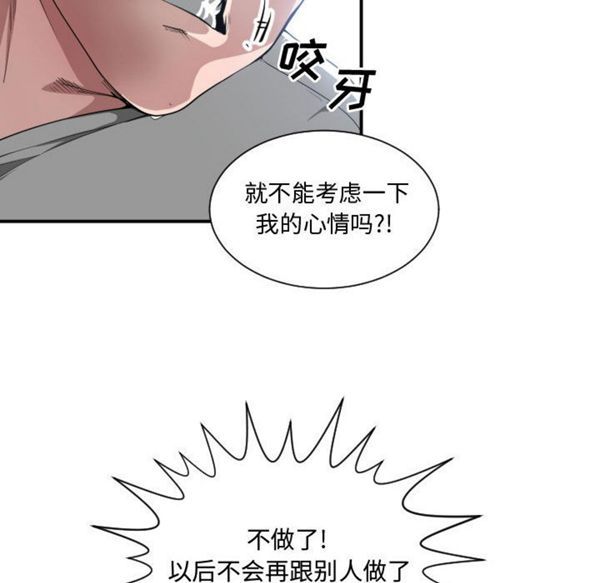 咬牙
就不能考虑一下
我的心情吗?!
不做了!
以后不会再跟别人做了